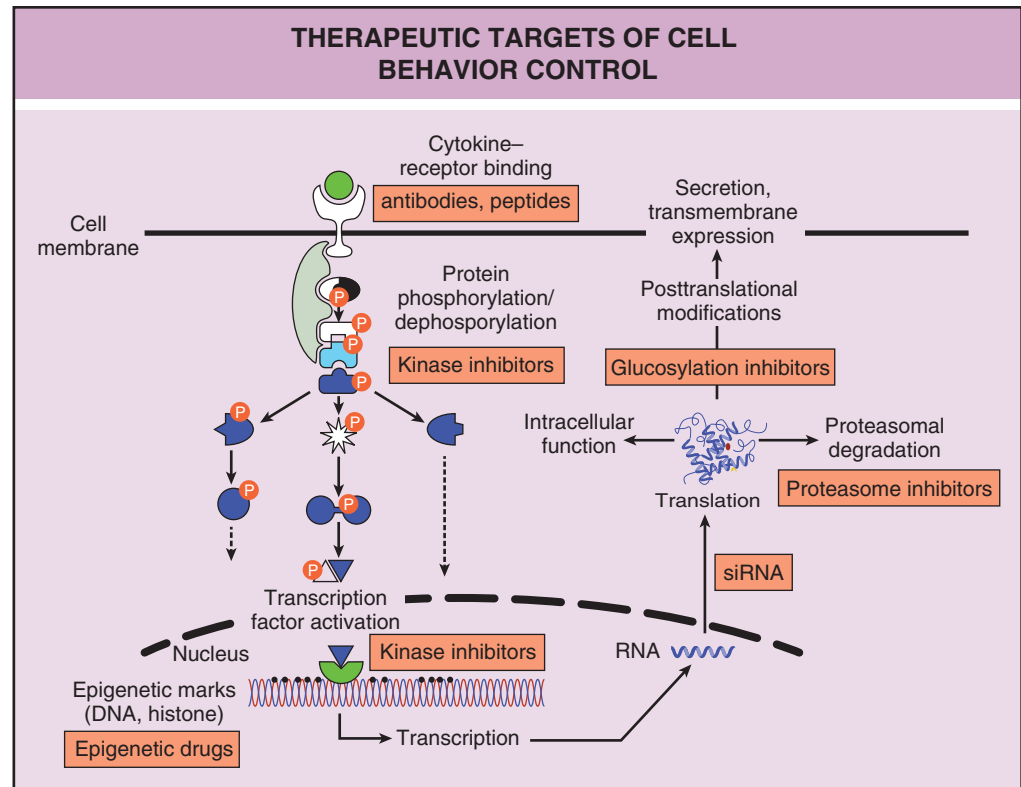 THERAPEUTIC TARGETS OF CELL
BEHAVIOR CONTROL
Cytokine–
receptor binding
antibodies, peptides
Cell
membrane
Secretion,
transmembrane
expression
Protein
phosphorylation/
dephosporylation
Kinase inhibitors
Posttranslational
modifications
Glucosylation inhibitors
P
P
P
P
P
P
P
P
P
Intracellular
function
Proteasomal
degradation
Proteasome inhibitors
Translation
siRNA
Transcription
factor activation
Kinase inhibitors
Nucleus
RNA
Epigenetic marks
(DNA, histone)
Epigenetic drugs
Transcription